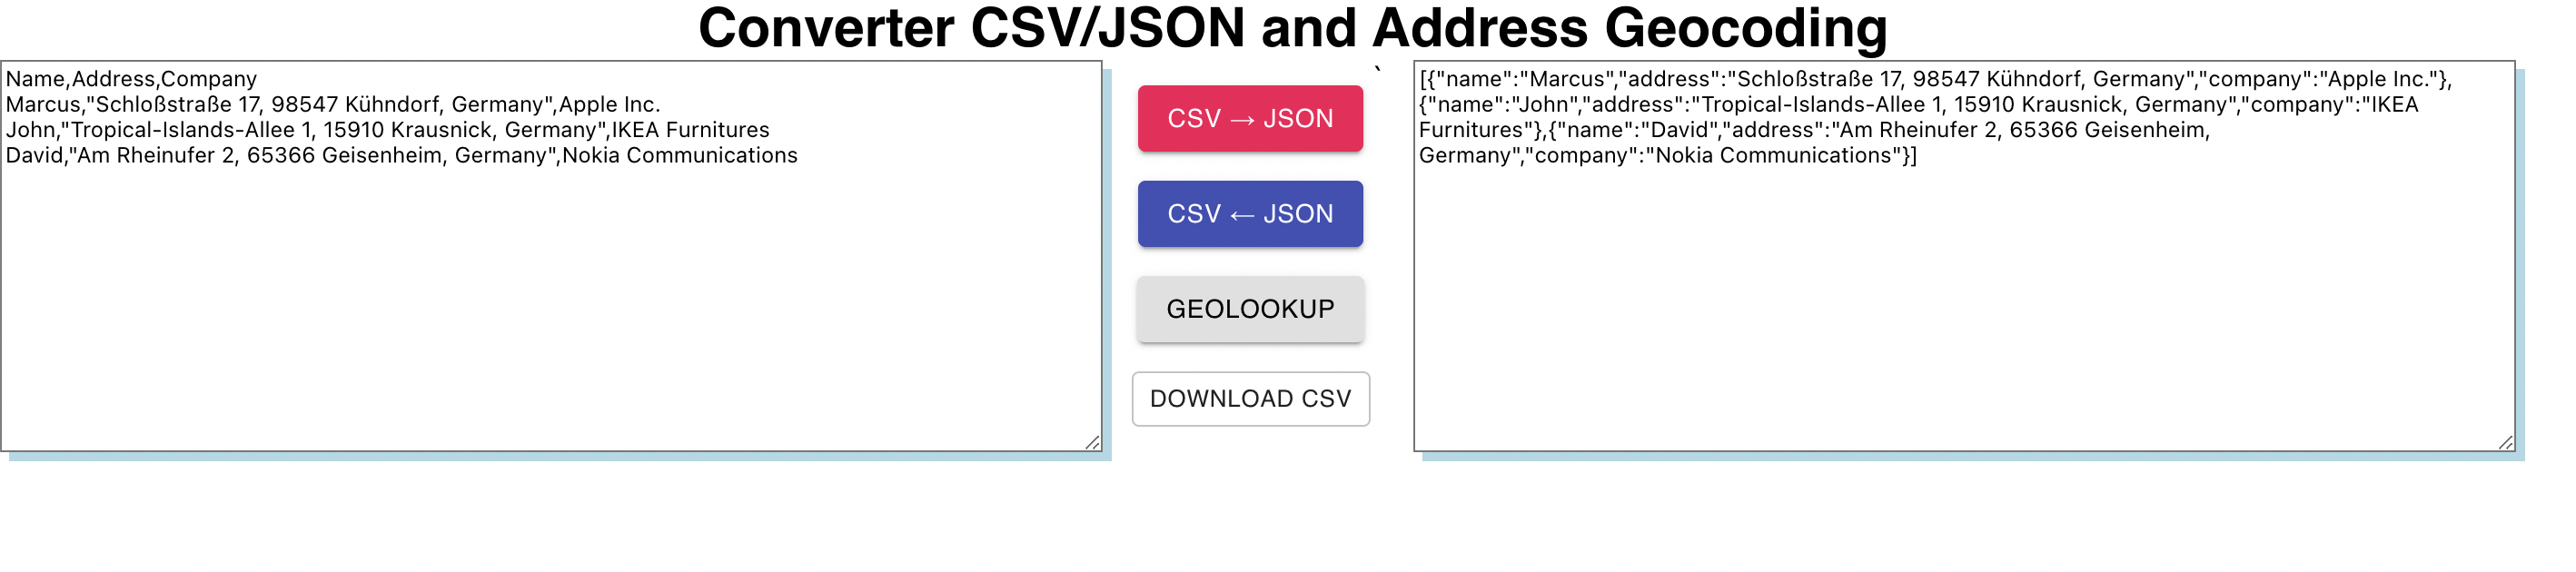 Converter CSV/JSON and Address Geocoding
Name,Address,Company
Marcus,"Schloßstraße 17, 98547 Kühndorf, Germany",Apple Inc.
John,"Tropical-Islands-Allee 1, 15910 Krausnick, Germany",IKEA Furnitures
David,"Am Rheinufer 2, 65366 Geisenheim, Germany",Nokia Communications
`
CSV → JSON
CSV ← JSON
GEOLOOKUP
DOWNLOAD CSV
[{"name":"Marcus","address":"Schloßstraße 17, 98547 Kühndorf, Germany","company":"Apple Inc."},
{"name":"John","address":"Tropical-Islands-Allee 1, 15910 Krausnick, Germany","company":"IKEA
Furnitures"},{"name":"David","address":"Am Rheinufer 2, 65366 Geisenheim,
Germany","company":"Nokia Communications"}]